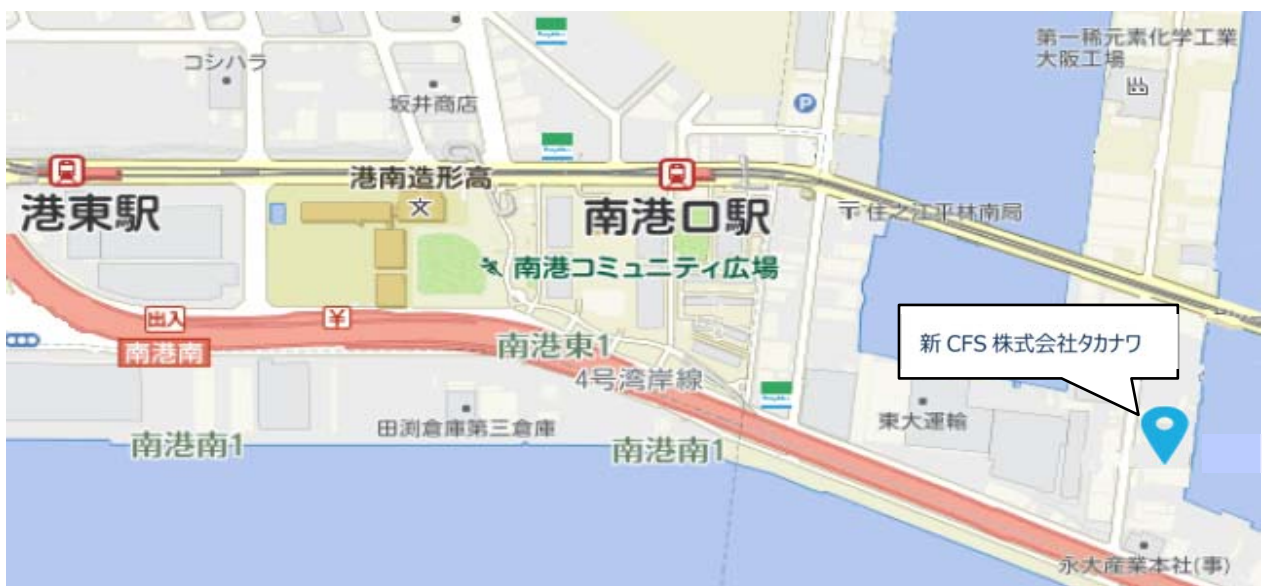 第一稀元素化学工業
大阪工場
コシハラ
坂井商店
P
港南造形高
文
港東駅
南港口駅
〒住之江平林南局
南港コミュニティ広場
出入
¥
南港南
南港東1
4号湾岸線
新 CFS 株式会社タカナワ
田渕倉庫第三倉庫
東大運輸
南港南1
南港南1
永大産業本社(事)